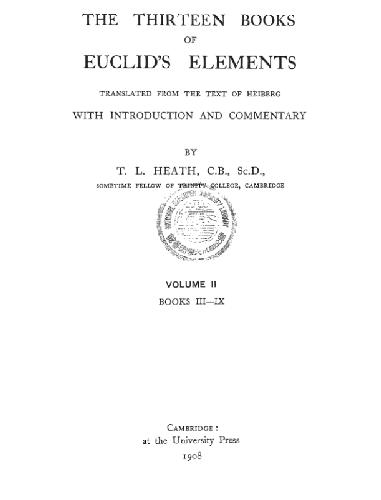 THE THIRTEEN BOOKS
OF
EUCLID'S ELEMENTS
TRANSLATED FROM THE TEXT OF HEIBERG
WITH INTRODUCTION AND COMMENTARY
BY
T. L. HEATH, C.B., Sc.D.,
SOMETIME FELLOW OF TRINITY COLLEGE, CAMBRIDGE
VOLUME II
BOOKS III—IX
CAMBRIDGE:
at the University Press
1908